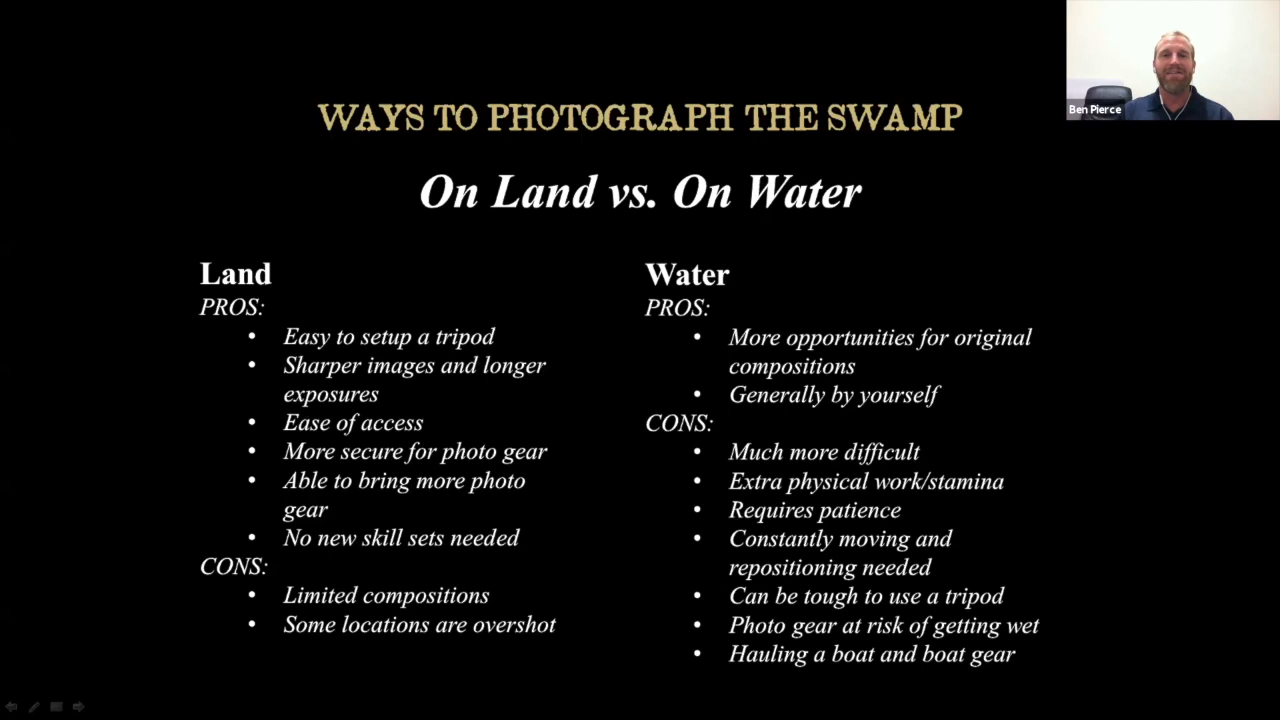 WAYS TO PHOTOGRAPH THE SWAMP
On Land vs. On Water
Land
PROS:
• Easy to setup a tripod
• Sharper images and longer
exposures
• Ease of access
• More secure for photo gear
• Able to bring more photo
gear
• No new skill sets needed
CONS:
• Limited compositions
• Some locations are overshot
Water
PROS:
• More opportunities for original
compositions
• Generally by yourself
CONS:
• Much more difficult
• Extra physical work/stamina
• Requires patience
• Constantly moving and
repositioning needed
• Can be tough to use a tripod
• Photo gear at risk of getting wet
• Hauling a boat and boat gear
Ben Pierce